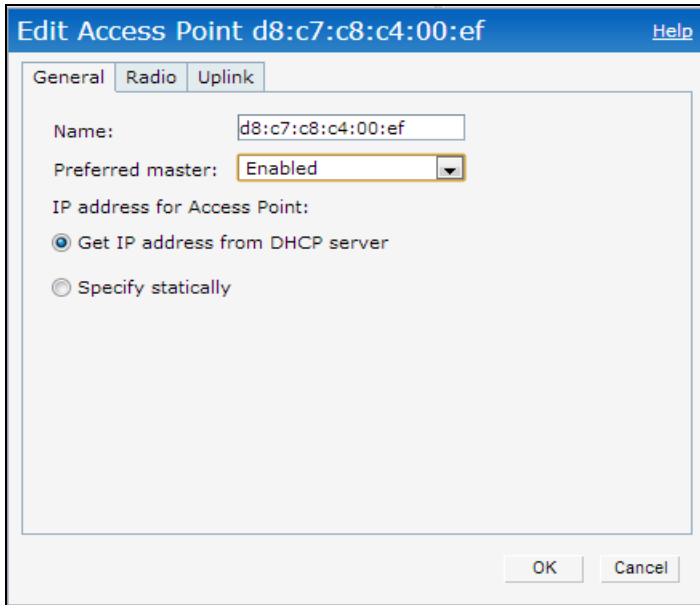 Edit Access Point d8:c7:c8:c4:00:ef Help
General Radio Uplink
Name: d8:c7:c8:c4:00:ef
Preferred master: Enabled
IP address for Access Point:
Get IP address from DHCP server
Specify statically
OK Cancel